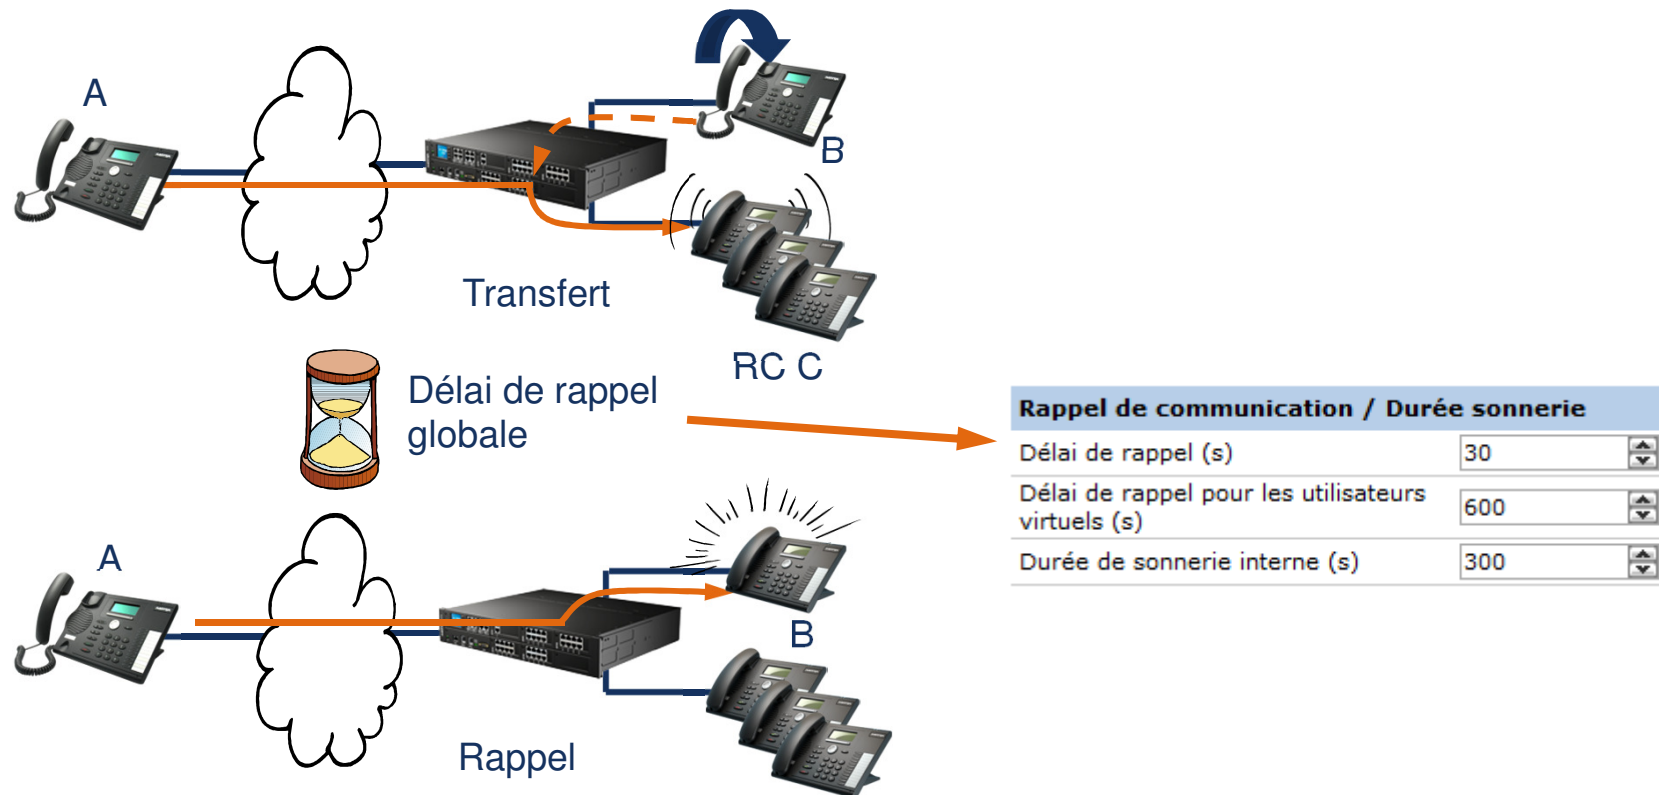 A
B
Transfert
RC C
Délai de rappel
globale
Rappel de communication / Durée sonnerie
Délai de rappel (s) 30
Délai de rappel pour les utilisateurs
virtuels (s) 600
Durée de sonnerie interne (s) 300
A
B
Rappel